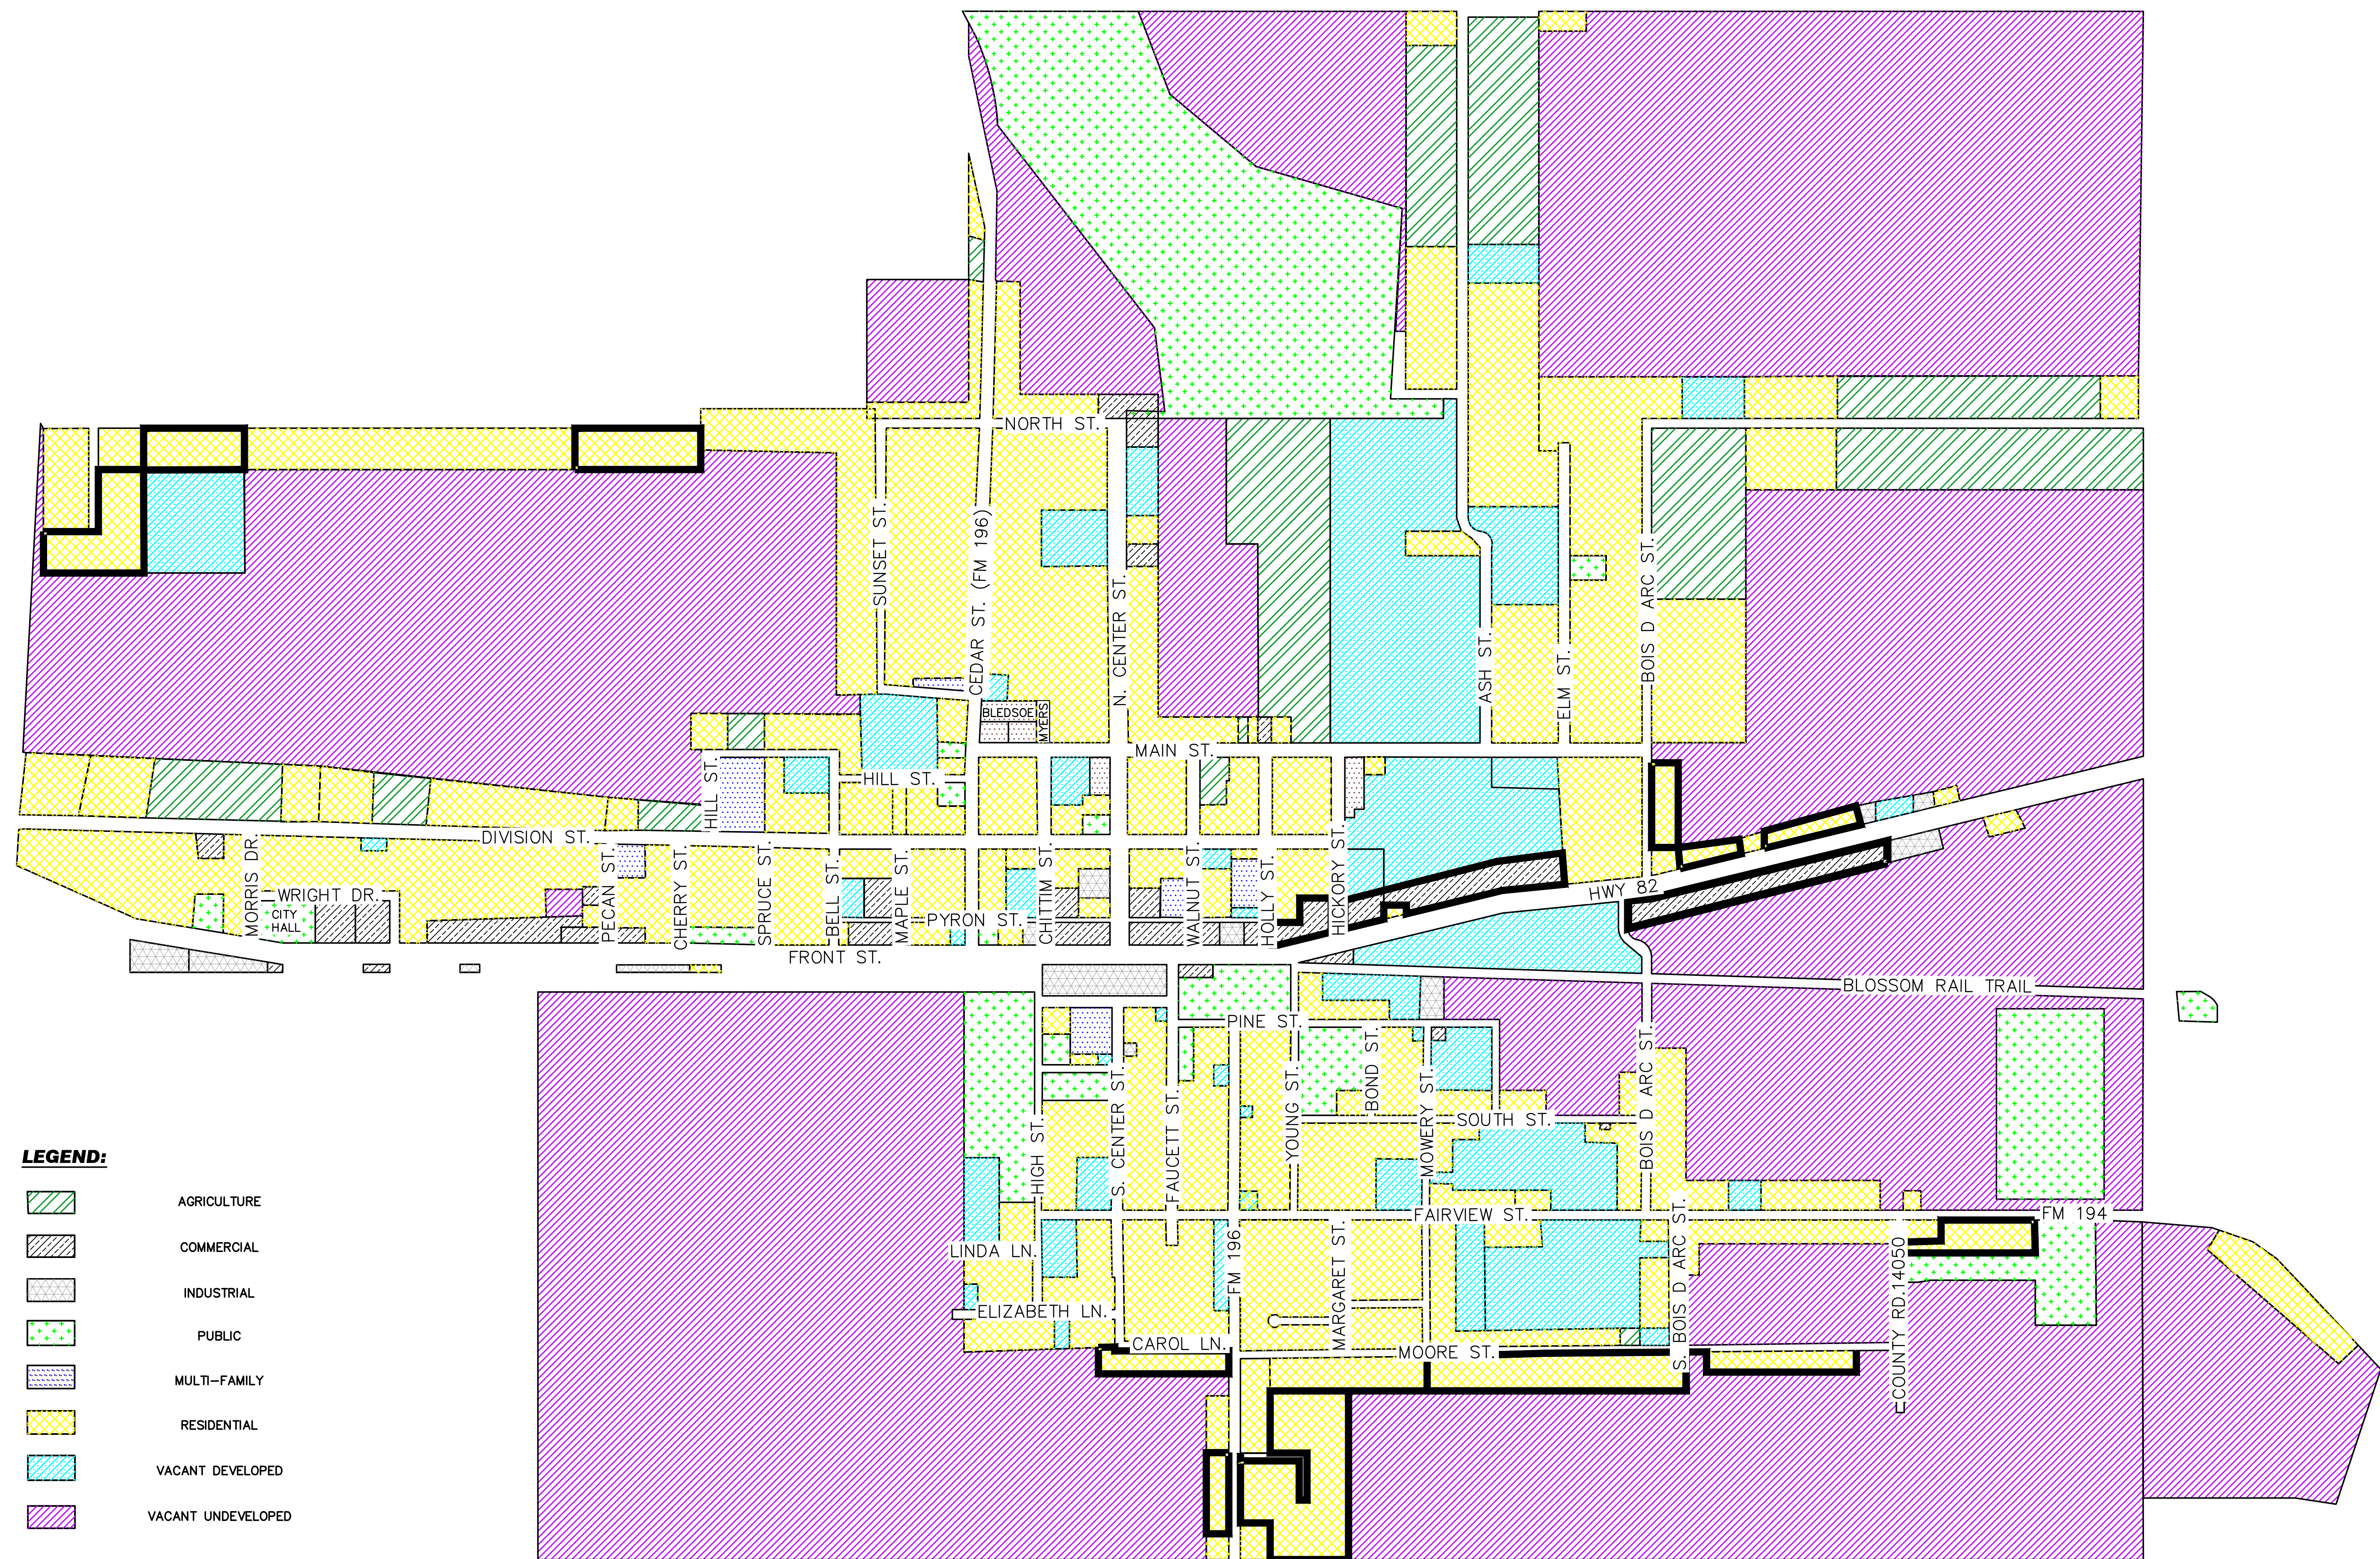 NORTH ST.
SUNSET ST.
CEDAR ST. (FM 196)
N. CENTER ST.
BOIS D ARC ST.
ASH ST.
ELM ST.
BLEDSOE
MYERS
MAIN ST.
HILL ST.
HILL ST.
DIVISION ST.
MORRIS DR.
WRIGHT DR.
CITY
HALL
PECAN ST.
CHERRY ST.
SPRUCE ST.
BELL ST.
MAPLE ST.
PYRON ST.
CHITTIM ST.
WALNUT ST.
HOLLY ST.
HICKORY ST.
HWY 82
FRONT ST.
BLOSSOM RAIL TRAIL
PINE ST.
BOND ST.
YOUNG ST.
MOWERY ST.
BOIS D ARC ST.
SOUTH ST.
HIGH ST.
S. CENTER ST.
FAUCETT ST.
FAIRVIEW ST.
FM 194
LINDA LN.
FM 196
MARGARET ST.
S. BOIS D ARC ST.
COUNTY RD.14050
ELIZABETH LN.
CAROL LN.
MOORE ST.
LEGEND:
AGRICULTURE
COMMERCIAL
INDUSTRIAL
PUBLIC
MULTI-FAMILY
RESIDENTIAL
VACANT DEVELOPED
VACANT UNDEVELOPED